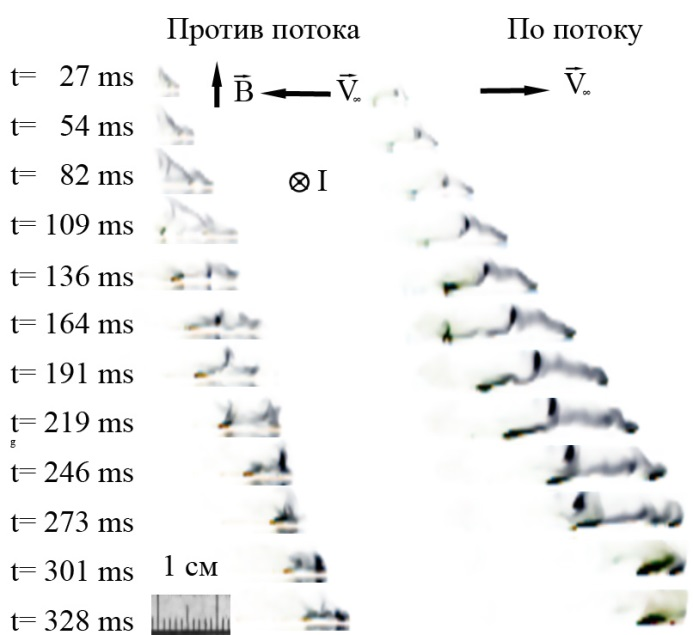 Против потока По потоку
t= 27 ms B V∞ V∞
t= 54 ms
t= 82 ms ⊗ I
t= 109 ms
t= 136 ms
t= 164 ms
t= 191 ms
t= 219 ms
g
t= 246 ms
t= 273 ms
t= 301 ms 1 см
t= 328 ms